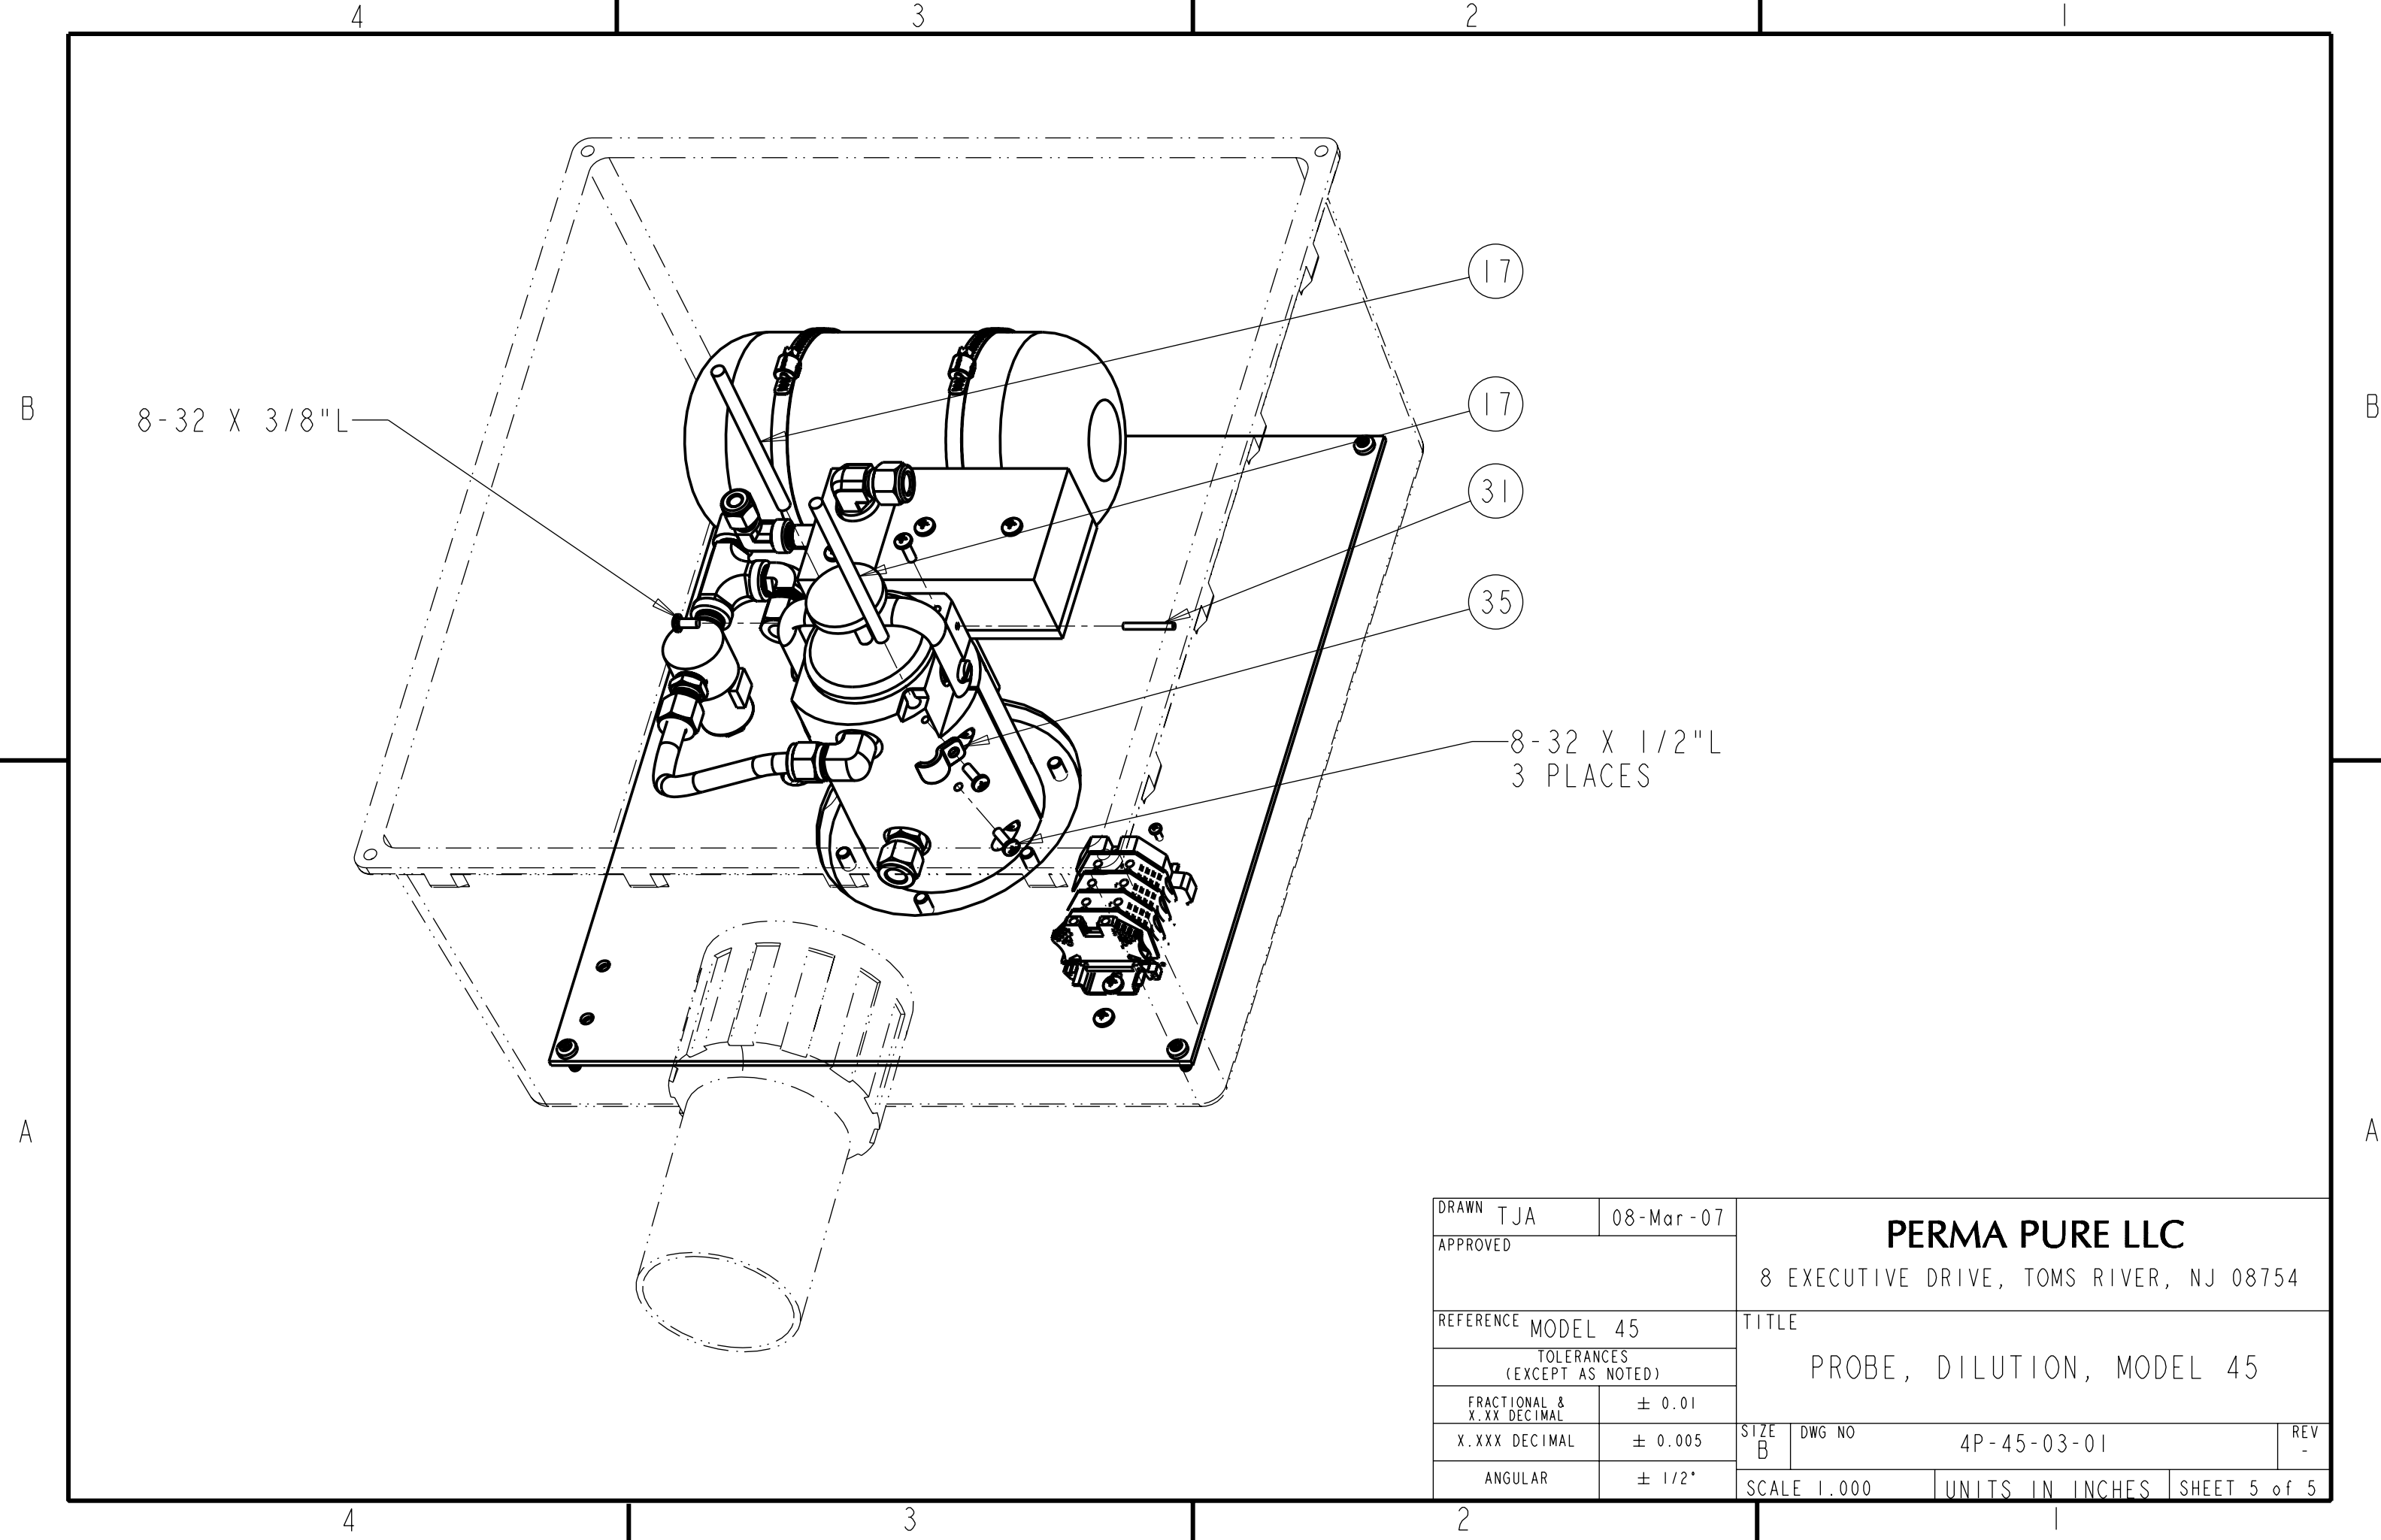 4 3 2 1
17
17
B 8-32 X 3/8"L B
31
35
8-32 X 1/2"L
3 PLACES
A A
DRAWN TJA 08-Mar-07
APPROVED
PERMA PURE LLC
8 EXECUTIVE DRIVE, TOMS RIVER, NJ 08754
REFERENCE MODEL 45
TITLE
PROBE, DILUTION, MODEL 45
TOLERANCES
(EXCEPT AS NOTED)
FRACTIONAL &
X.XX DECIMAL
± 0.01
X.XXX DECIMAL ± 0.005
ANGULAR ± 1/2°
SIZE
B
DWG NO
4P-45-03-01
REV
-
SCALE 1.000 UNITS IN INCHES SHEET 5 of 5
4 3 2 1